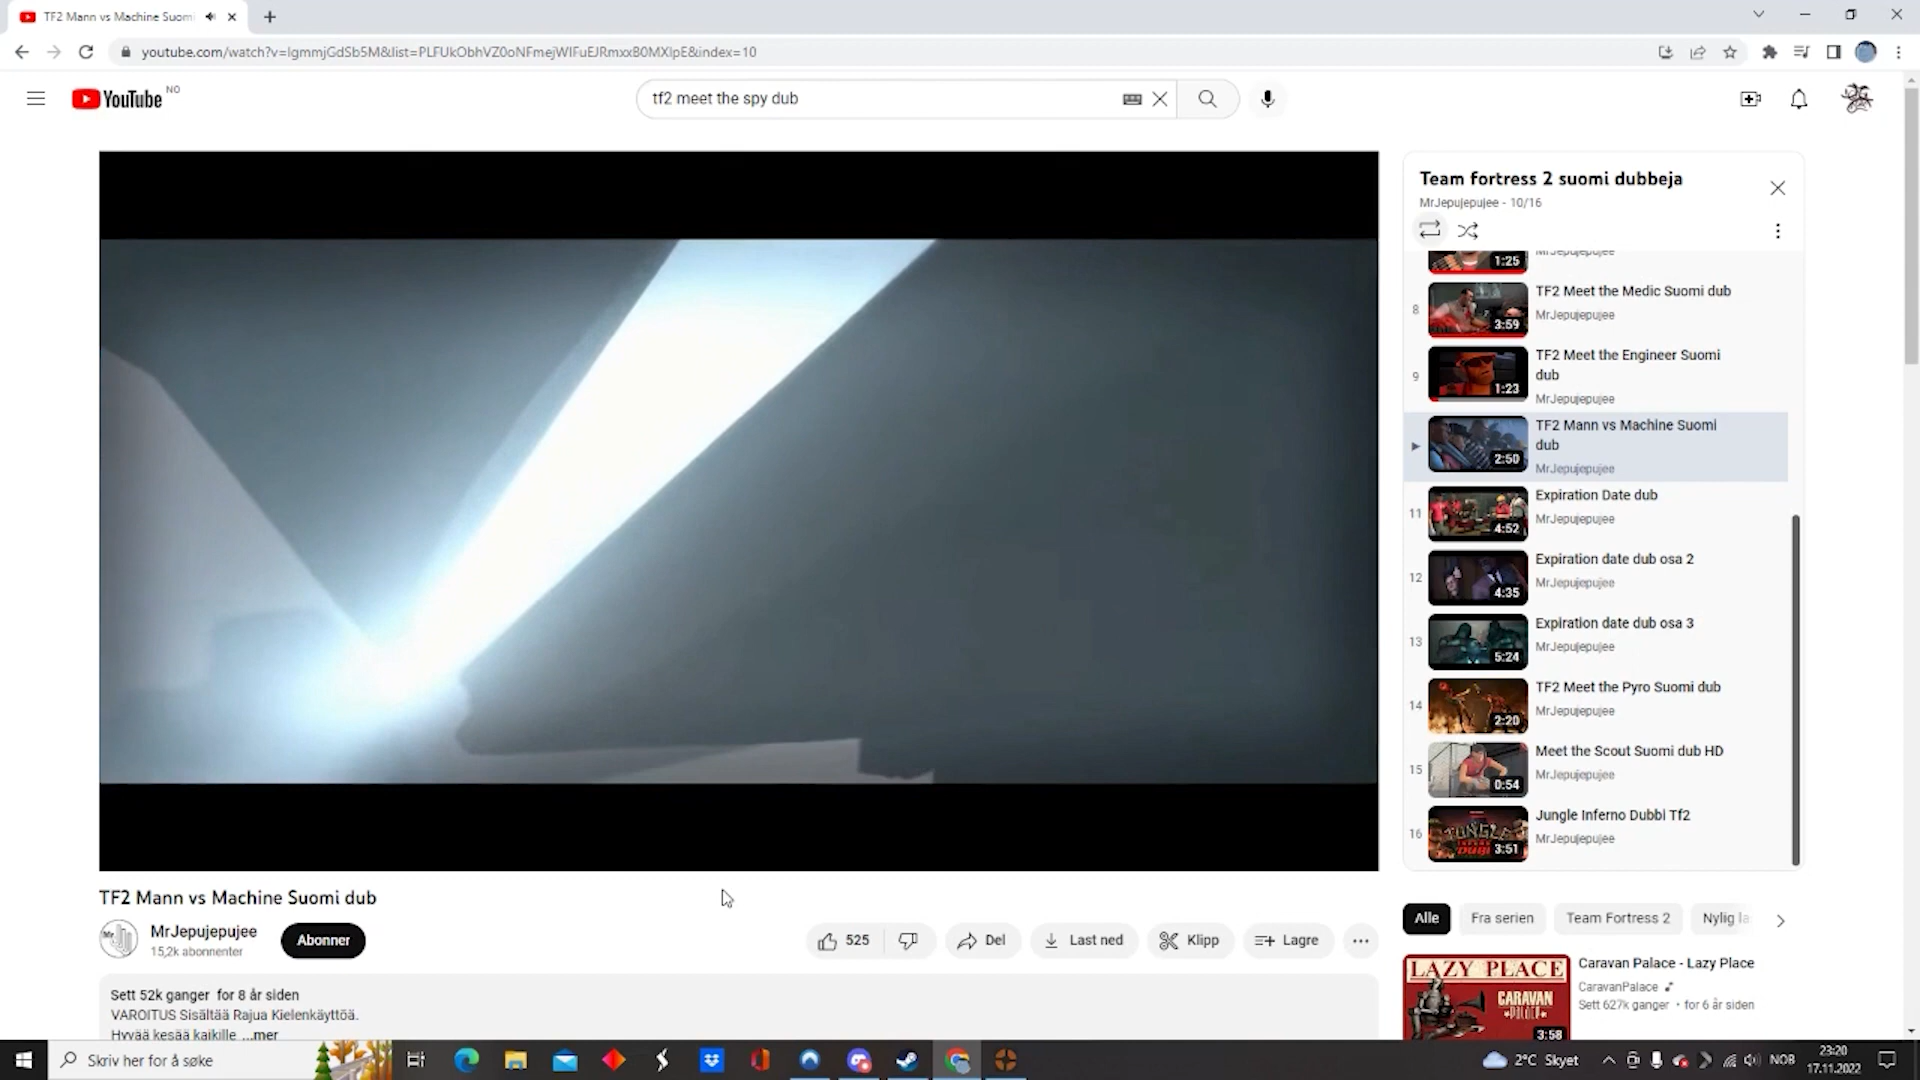 TF2 Mann vs Machine Suomi
youtube.com/watch?v=IgmmjGdSb5M&list=PLFUkObhVZ0oNFmejWIFuEJRmxxB0MXIpE&index=10
YouTube NO
tf2 meet the spy dub
Team fortress 2 suomi dubbeja
MrJepujepujee - 10/16
1:25
MrJepujepujee
8
3:59
TF2 Meet the Medic Suomi dub
MrJepujepujee
9
1:23
TF2 Meet the Engineer Suomi
dub
MrJepujepujee
2:50
TF2 Mann vs Machine Suomi
dub
MrJepujepujee
11
4:52
Expiration Date dub
MrJepujepujee
12
4:35
Expiration date dub osa 2
MrJepujepujee
13
5:24
Expiration date dub osa 3
MrJepujepujee
14
2:20
TF2 Meet the Pyro Suomi dub
MrJepujepujee
15
0:54
Meet the Scout Suomi dub HD
MrJepujepujee
16
JUNGLE
3:51
Jungle Inferno Dubbi Tf2
MrJepujepujee
TF2 Mann vs Machine Suomi dub
MrJepujepujee
15,2k abonnenter
Abonner
525
Del
Last ned
Klipp
Lagre
Sett 52k ganger for 8 år siden
VAROITUS Sisältää Rajua Kielenkäyttöä.
Hyvää kesää kaikille ...mer
Alle
Fra serien
Team Fortress 2
Nylig la
LAZY PLACE
CARAVAN
PALACE
3:58
Caravan Palace - Lazy Place
CaravanPalace
Sett 627k ganger • for 6 år siden
Skriv her for å søke
2°C Skyet
NOB
23:20
17.11.2022